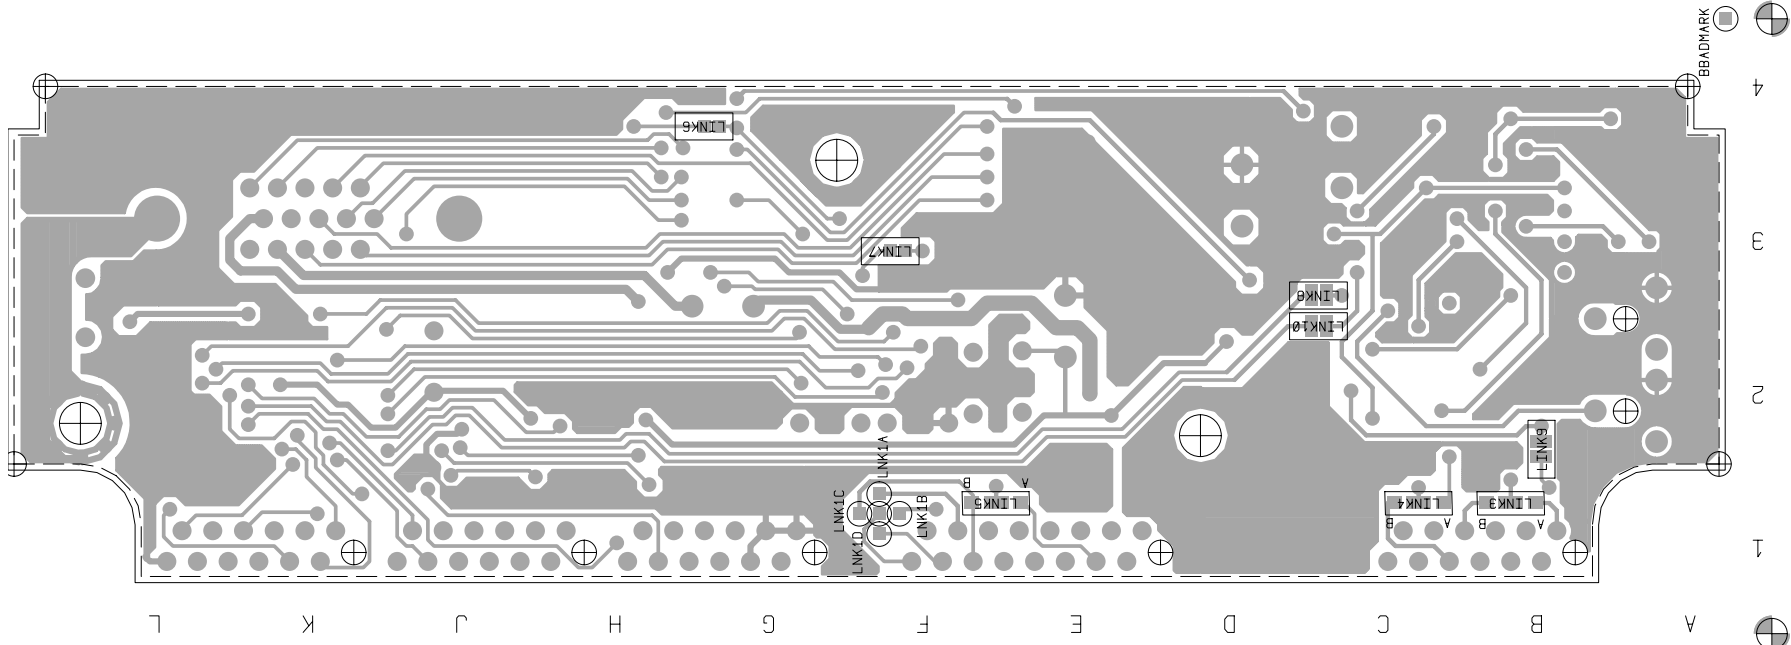 BBADMARK
4
LINK6
3
LINK7
LINK8
LINK10
2
LINK9
LNK1A
LNK1C
LNK1B
LNK1D
B
A
LINK5
LINK4
B
A
LINK3
B
A
1
L
K
J
H
G
F
E
D
C
B
A